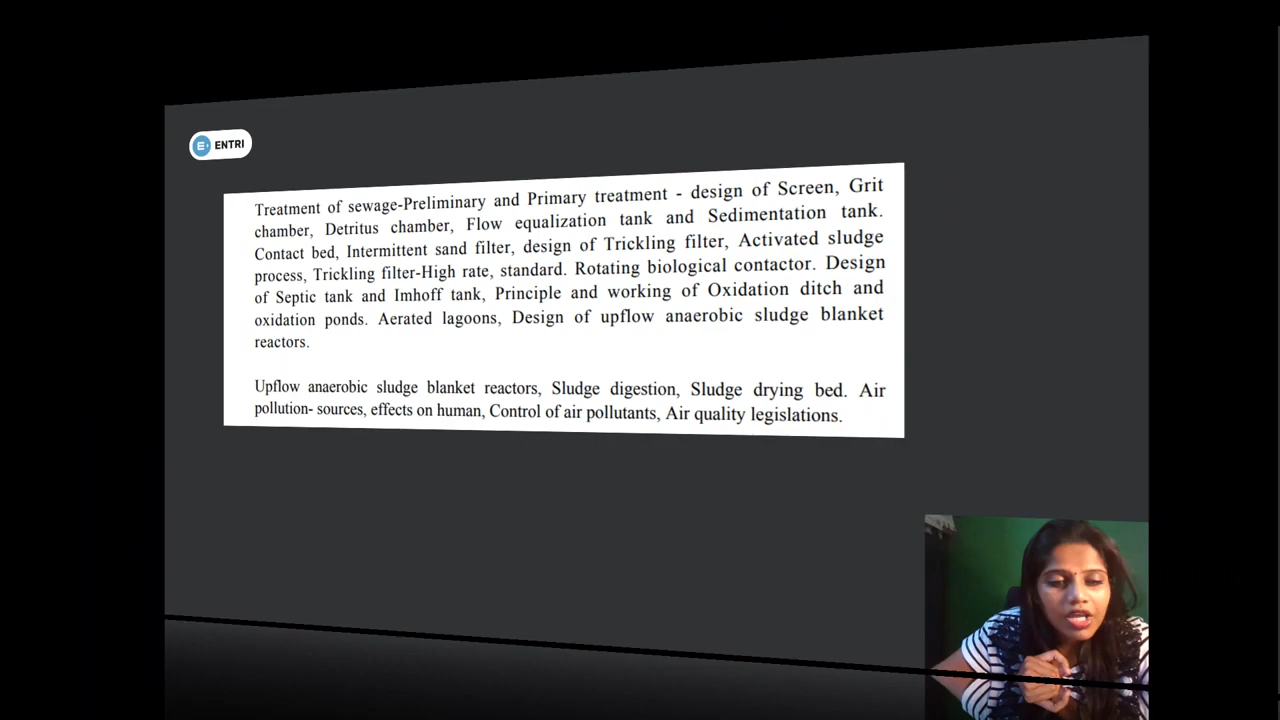 ENTRI
Treatment of sewage-Preliminary and Primary treatment - design of Screen, Grit
chamber, Detritus chamber, Flow equalization tank and Sedimentation tank.
Contact bed, Intermittent sand filter, design of Trickling filter, Activated sludge
process, Trickling filter-High rate, standard. Rotating biological contactor. Design
of Septic tank and Imhoff tank, Principle and working of Oxidation ditch and
oxidation ponds. Aerated lagoons, Design of upflow anaerobic sludge blanket
reactors.
Upflow anaerobic sludge blanket reactors, Sludge digestion, Sludge drying bed. Air
pollution- sources, effects on human, Control of air pollutants, Air quality legislations.